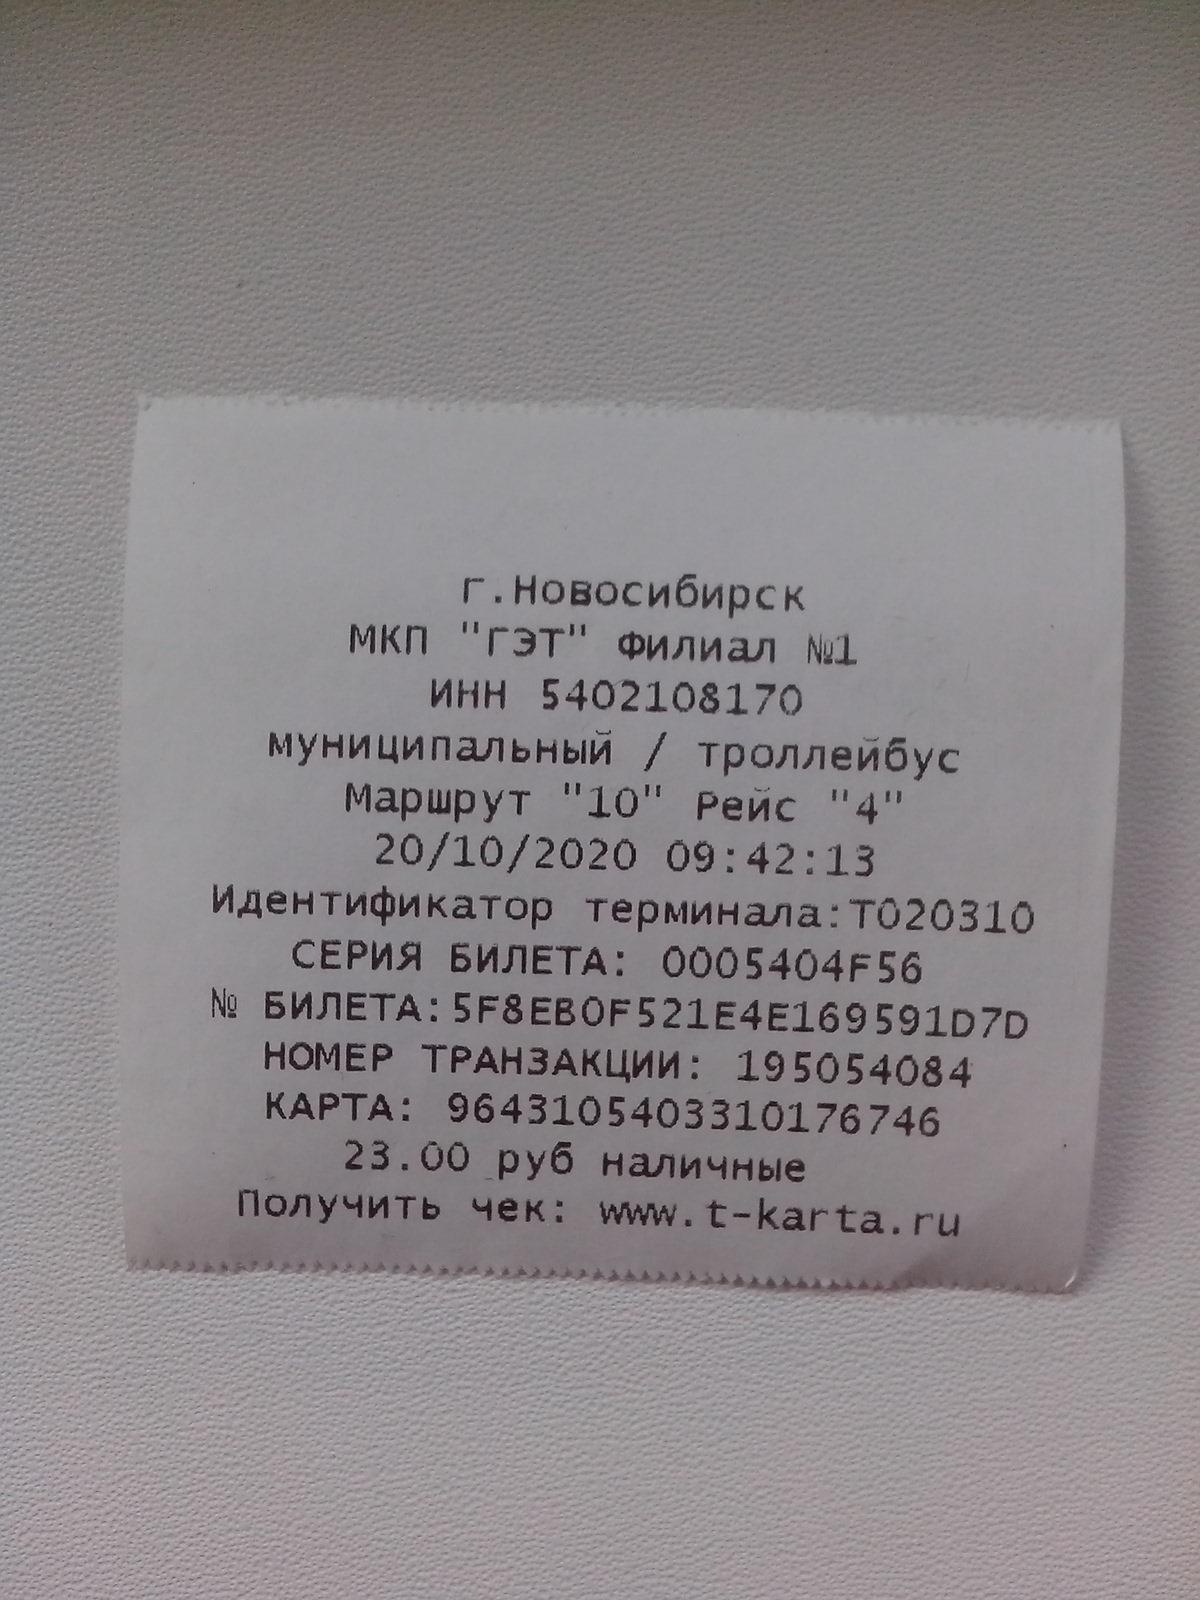 г.Новосибирск
МКП "ГЭТ" Филиал №1
ИНН 5402108170
муниципальный / троллейбус
Маршрут "10" Рейс "4"
20/10/2020 09:42:13
Идентификатор терминала:T020310
СЕРИЯ БИЛЕТА: 0005404F56
№ БИЛЕТА:5F8EB0F521E4E169591D7D
НОМЕР ТРАНЗАКЦИИ: 195054084
КАРТА: 9643105403310176746
23.00 руб наличные
Получить чек: www.t-karta.ru